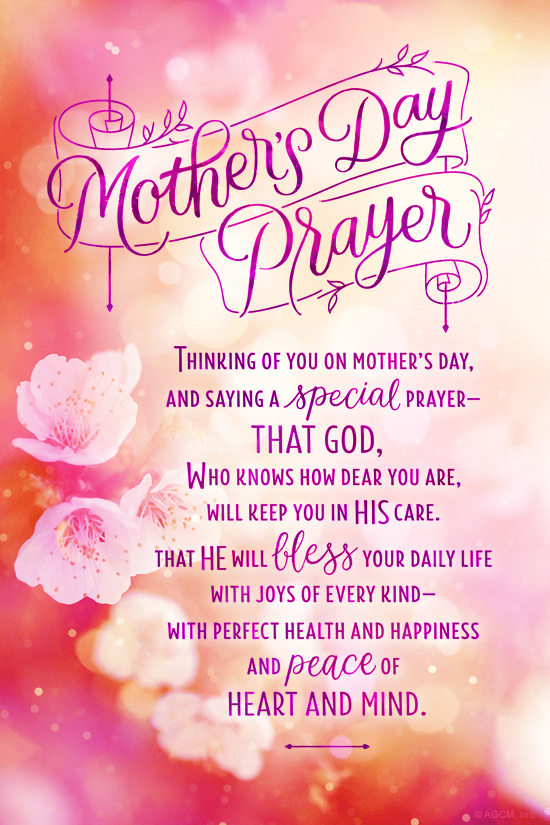 Mother's Day
Prayer
THINKING OF YOU ON MOTHER'S DAY,
AND SAYING A special PRAYER—
THAT GOD,
WHO KNOWS HOW DEAR YOU ARE,
WILL KEEP YOU IN HIS CARE.
THAT HE WILL bless YOUR DAILY LIFE
WITH JOYS OF EVERY KIND—
WITH PERFECT HEALTH AND HAPPINESS
AND peace OF
HEART AND MIND.
©AGCM, Inc.